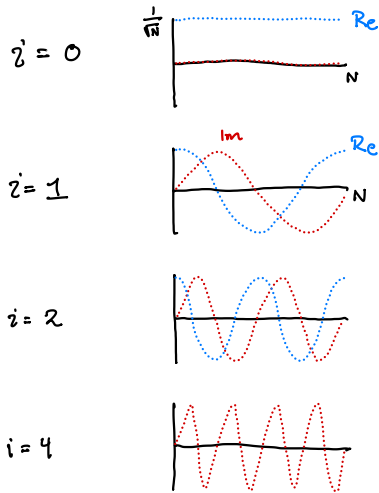 1/√N
Re
i = 0
N
Im
Re
i = 1
N
i = 2
i = 4